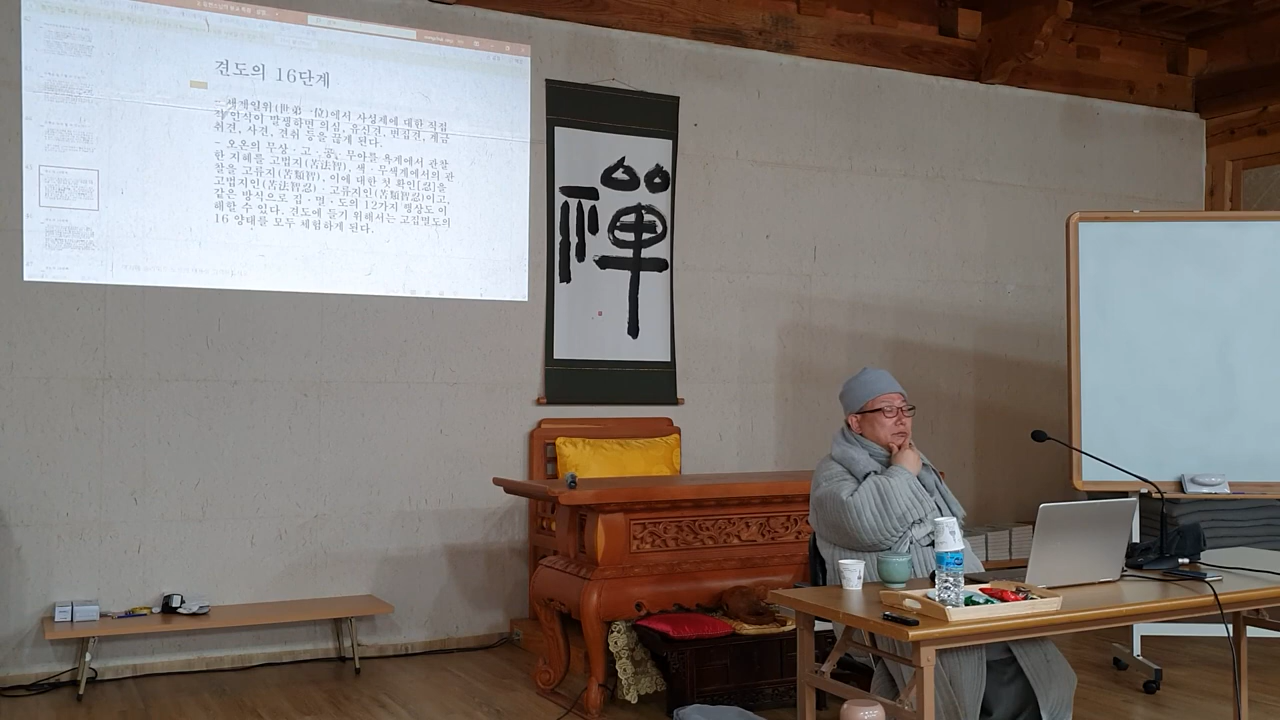 견도의 16단계
- 색계일위(世第一位)에서 사성제에 대한 직접
적 인식이 발생하면 의심, 유신견, 변집견, 계금
취견, 사견, 견취 등을 끊게 된다.
- 오온의 무상·고·공·무아를 욕계에서 관찰
한 지혜를 고법지(苦法智), 색·무색계에서의 관
찰을 고류지(苦類智), 이에 대한 첫 확인[忍]을
고법지인(苦法智忍)·고류지인(苦類智忍)이고,
같은 방식으로 집·멸·도의 12가지 행상도 이
해할 수 있다. 견도에 들기 위해서는 고집멸도의
16 양태를 모두 체험하게 된다.
禪